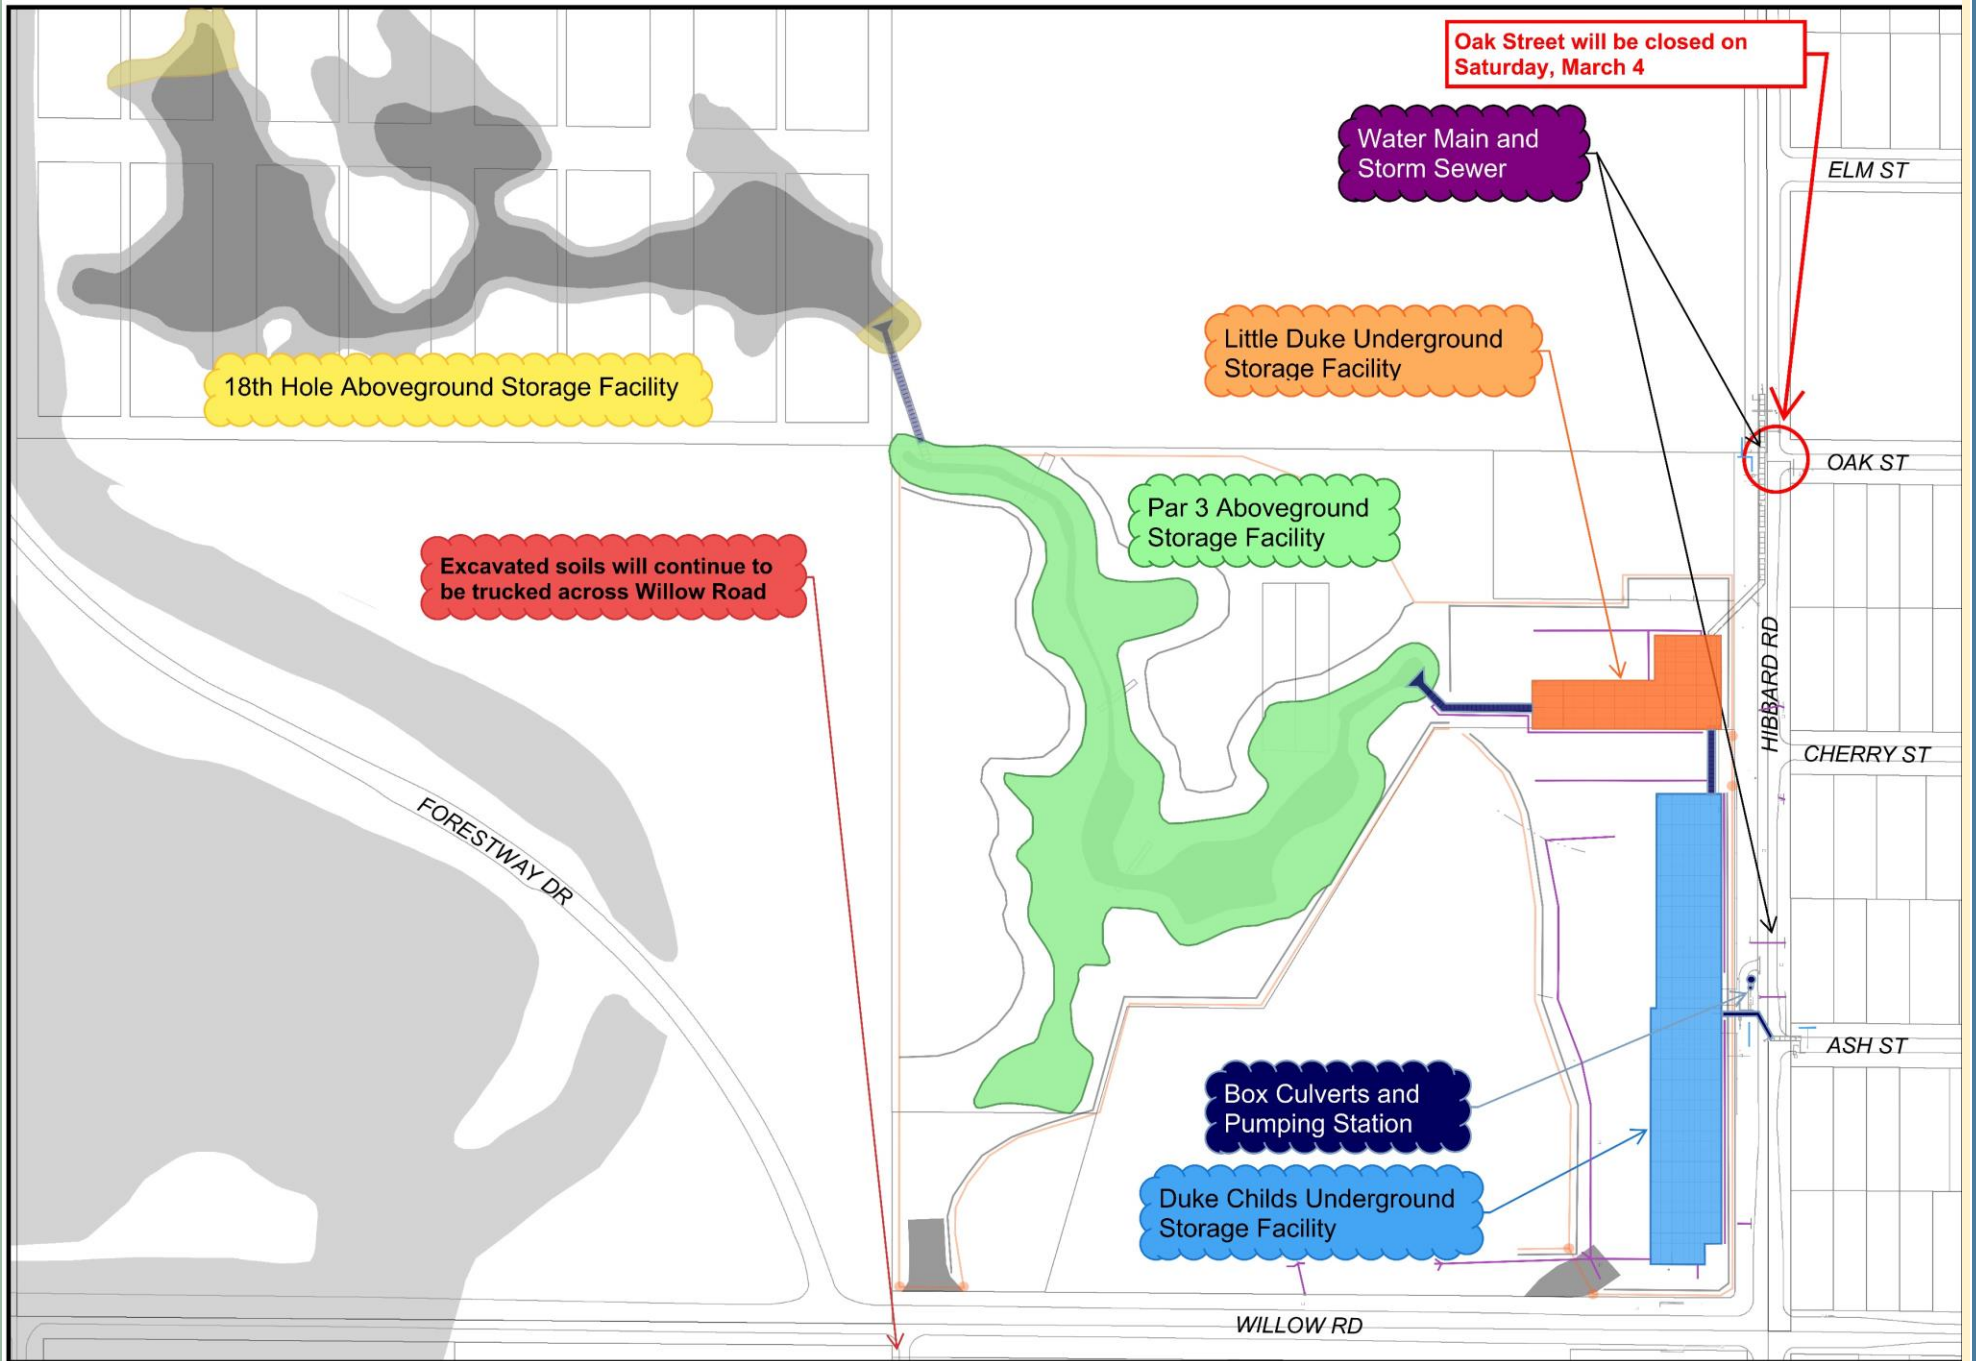 Oak Street will be closed on
Saturday, March 4
Water Main and
Storm Sewer
ELM ST
Little Duke Underground
Storage Facility
18th Hole Aboveground Storage Facility
OAK ST
Par 3 Aboveground
Storage Facility
Excavated soils will continue to
be trucked across Willow Road
HIBBARD RD
CHERRY ST
FORESTWAY DR
ASH ST
Box Culverts and
Pumping Station
Duke Childs Underground
Storage Facility
WILLOW RD